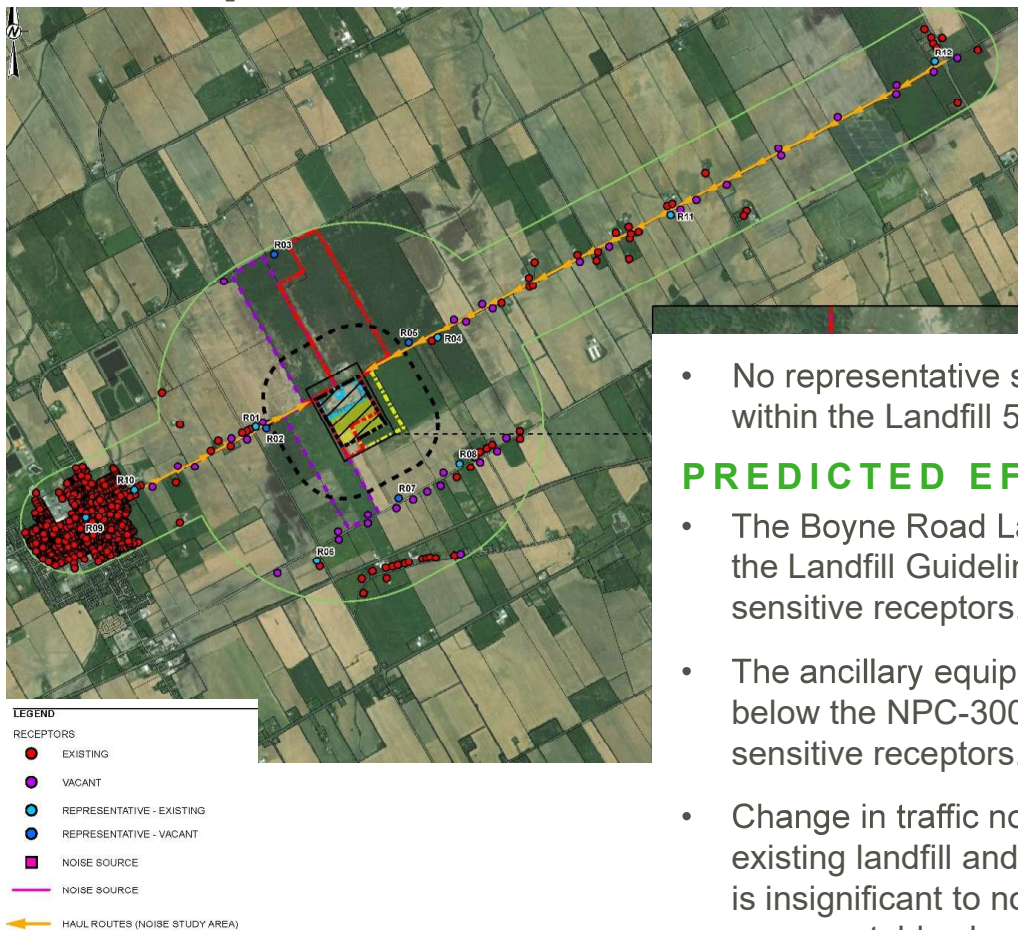 N
R12
R11
R03
R05
R04
R01
R02
R08
R10
R07
R09
R06
LEGEND
RECEPTORS
EXISTING
VACANT
REPRESENTATIVE - EXISTING
REPRESENTATIVE - VACANT
NOISE SOURCE
NOISE SOURCE
HAUL ROUTES (NOISE STUDY AREA)
• No representative s
within the Landfill 5
PREDICTED EF
• The Boyne Road La
the Landfill Guidelin
sensitive receptors.
• The ancillary equip
below the NPC-300
sensitive receptors.
• Change in traffic no
existing landfill and
is insignificant to no